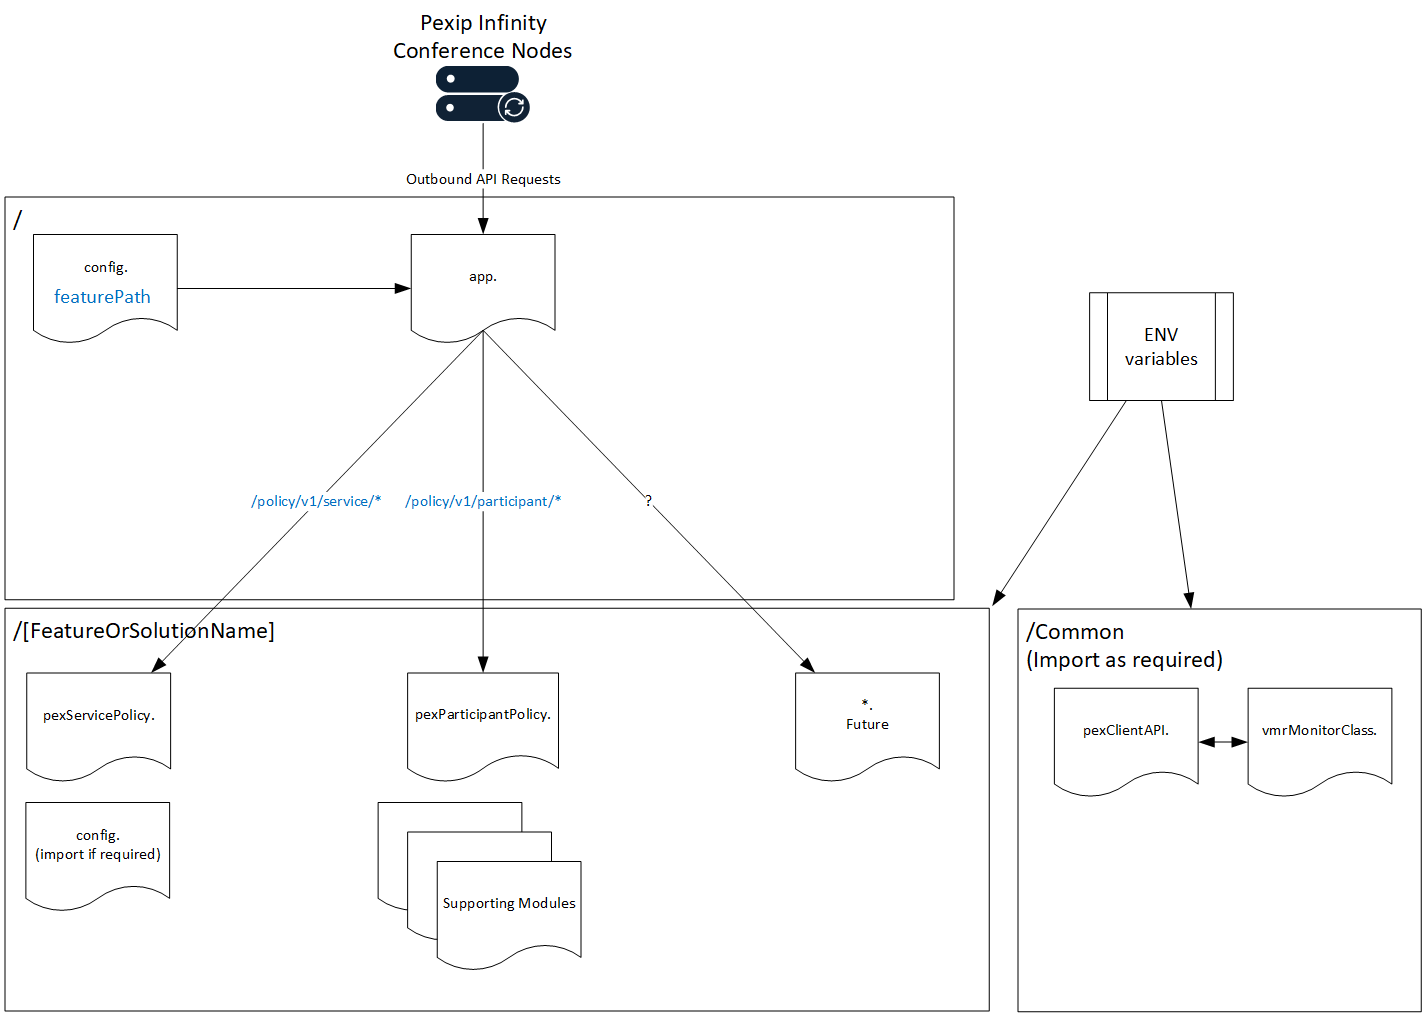 Pexip Infinity
Conference Nodes
Outbound API Requests
/
config.
featurePath
app.
ENV
variables
/policy/v1/service/*
/policy/v1/participant/*
?
/[FeatureOrSolutionName]
pexServicePolicy.
pexParticipantPolicy.
*.
Future
config.
(import if required)
Supporting Modules
/Common
(Import as required)
pexClientAPI.
vmrMonitorClass.